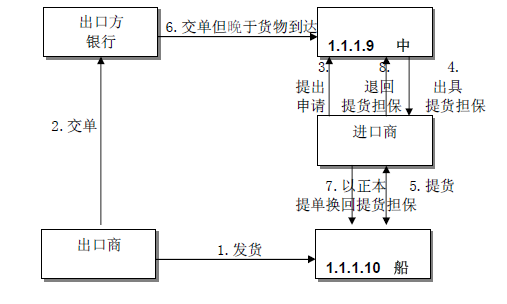 出口方
银行
6.交单但晚于货物到达
1.1.1.9 中
3.
提出
申请
8.
退回
提货担保
4.
出具
提货担保
2.交单
进口商
7.以正本
提单换回提货担保
5.提货
出口商
1.发货
1.1.1.10 船